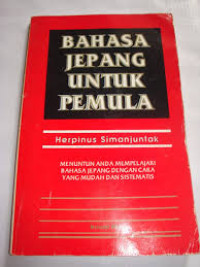 BAHASA
JEPANG
UNTUK
PEMULA
Herpinus Simanjuntak
MENUNTUN ANDA MEMPELAJARI
BAHASA JEPANG DENGAN CARA
YANG MUDAH DAN SISTEMATIS